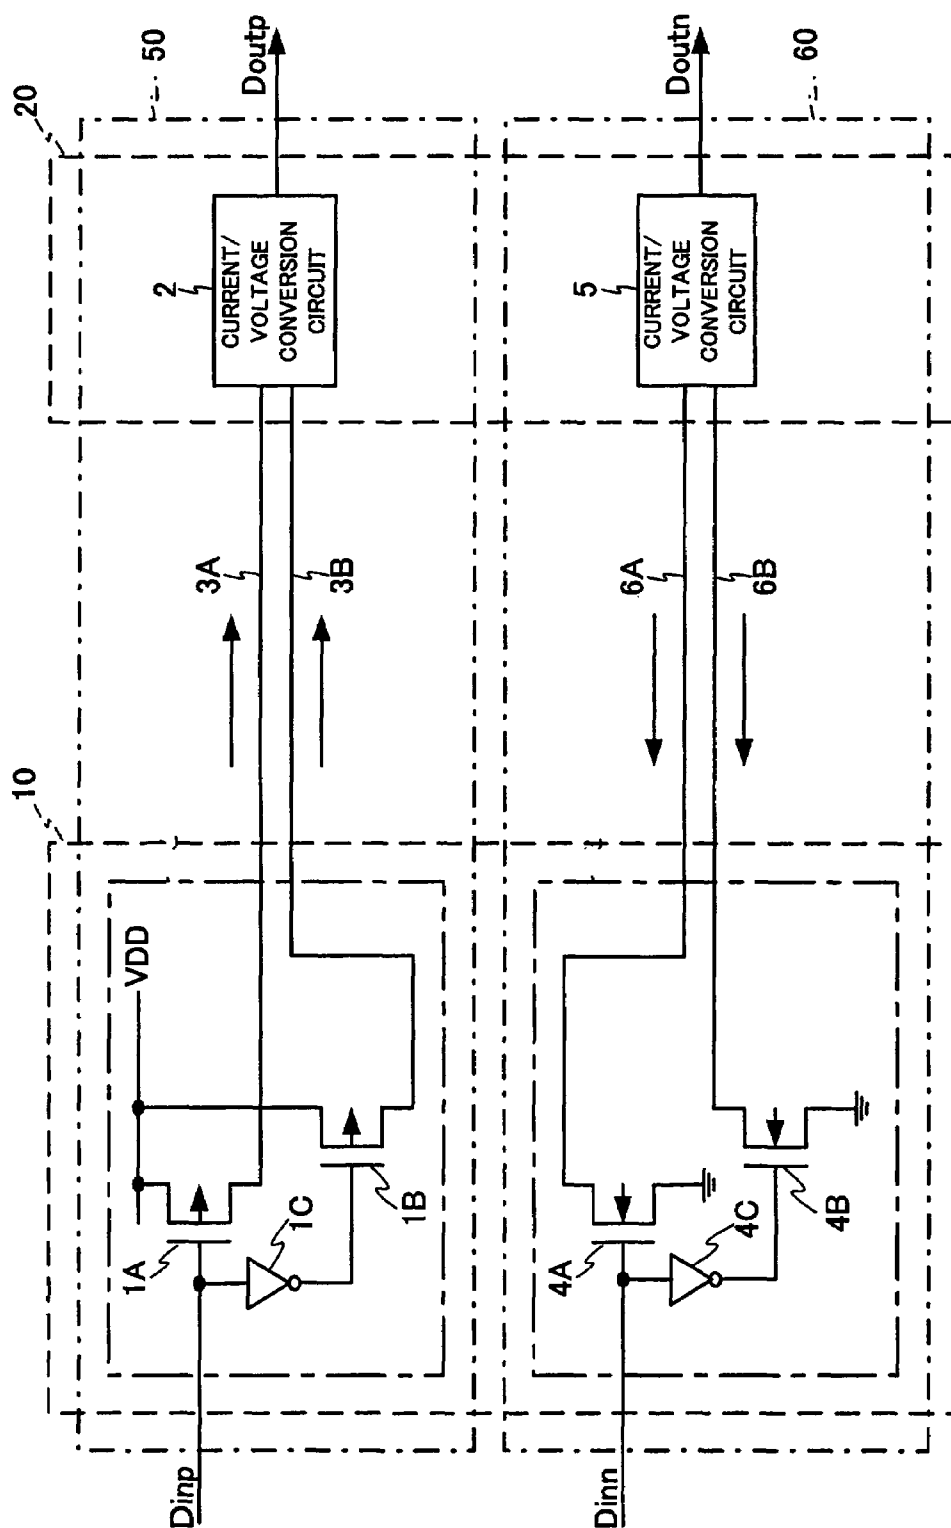 10
20
50
Dinp
1A
1C
1B
VDD
3A
3B
2
CURRENT/
VOLTAGE
CONVERSION
CIRCUIT
Doutp
Dinn
4A
4C
4B
6A
6B
5
CURRENT/
VOLTAGE
CONVERSION
CIRCUIT
Doutn
60